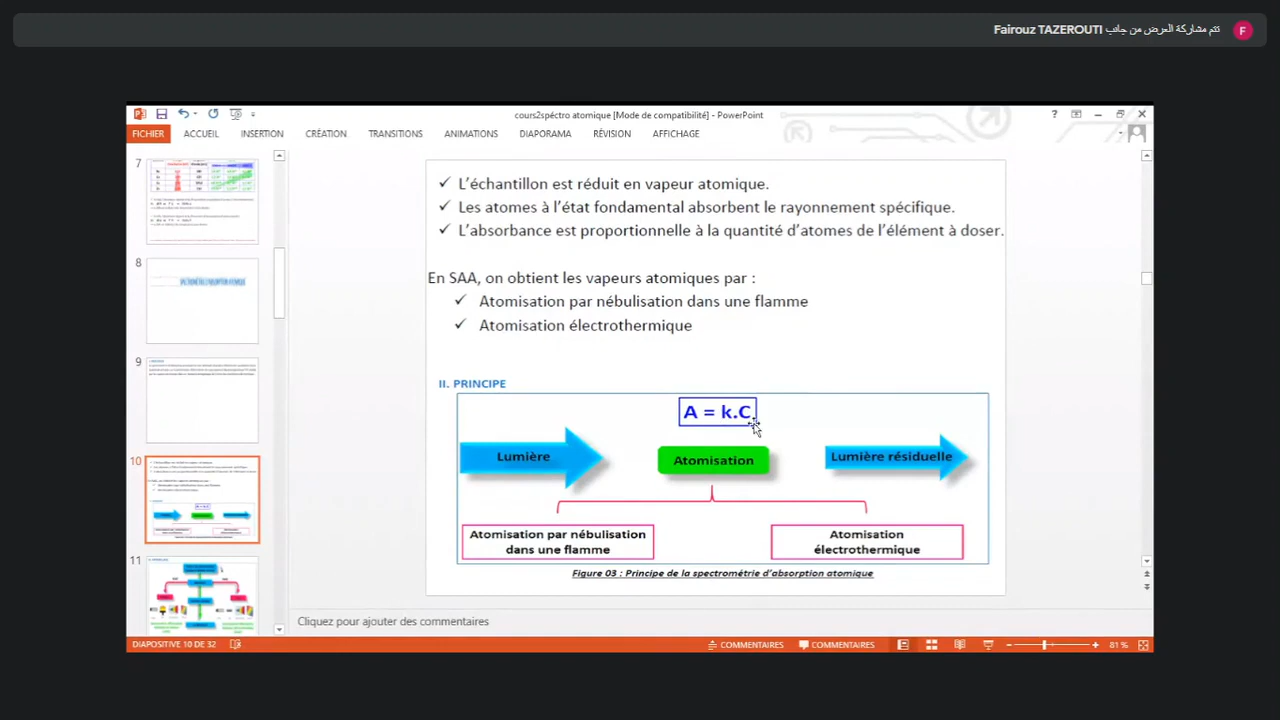 تتم مشاركة العرض من جانب Fairouz TAZEROUTI
F
cours2spéctro atomique [Mode de compatibilité] - PowerPoint
FICHIER ACCUEIL INSERTION CRÉATION TRANSITIONS ANIMATIONS DIAPORAMA RÉVISION AFFICHAGE
7
8
9
10
11
✓ L'échantillon est réduit en vapeur atomique.
✓ Les atomes à l'état fondamental absorbent le rayonnement spécifique.
✓ L'absorbance est proportionnelle à la quantité d'atomes de l'élément à doser.
En SAA, on obtient les vapeurs atomiques par :
✓ Atomisation par nébulisation dans une flamme
✓ Atomisation électrothermique
II. PRINCIPE
A = k.C
Lumière
Atomisation
Lumière résiduelle
Atomisation par nébulisation
dans une flamme
Atomisation
électrothermique
Figure 03 : Principe de la spectrométrie d'absorption atomique
Cliquez pour ajouter des commentaires
DIAPOSITIVE 10 DE 32
COMMENTAIRES
COMMENTAIRES
81 %